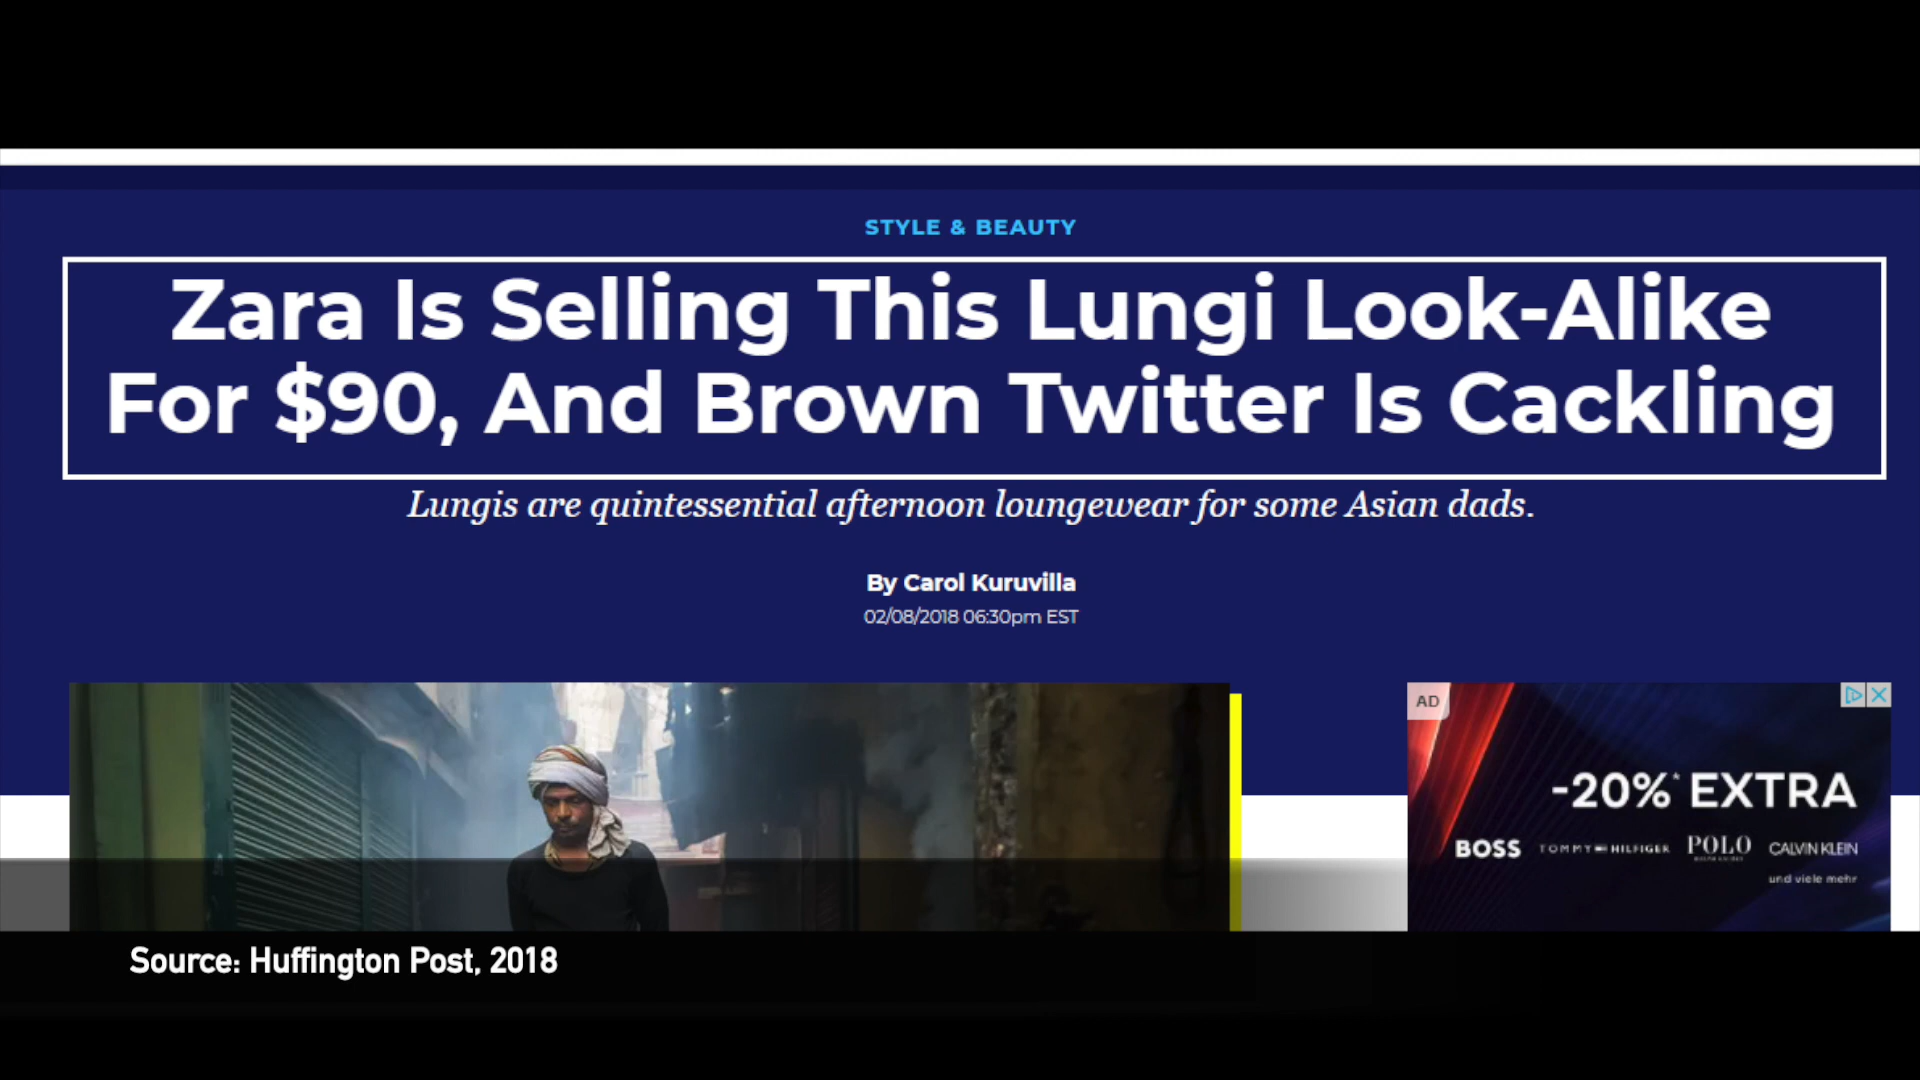 STYLE & BEAUTY
Zara Is Selling This Lungi Look-Alike
For $90, And Brown Twitter Is Cackling
Lungis are quintessential afternoon loungewear for some Asian dads.
By Carol Kuruvilla
02/08/2018 06:30pm EST
AD
-20%* EXTRA
BOSS TOMMY HILFIGER POLO CALVIN KLEIN
und viele mehr
Source: Huffington Post, 2018